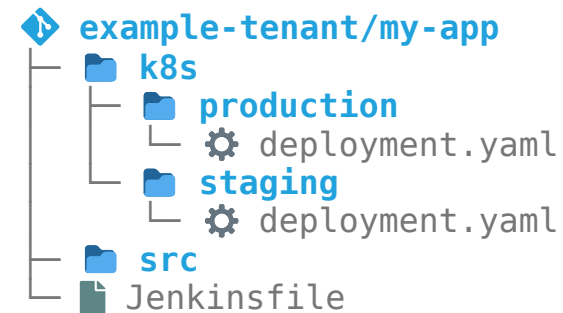 example-tenant/my-app
k8s
production
deployment.yaml
staging
deployment.yaml
src
Jenkinsfile